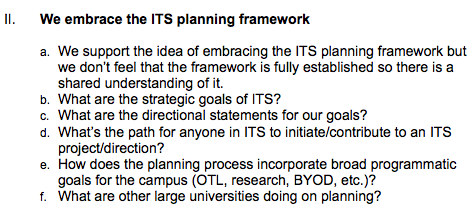 II. We embrace the ITS planning framework
a. We support the idea of embracing the ITS planning framework but
we don't feel that the framework is fully established so there is a
shared understanding of it.
b. What are the strategic goals of ITS?
c. What are the directional statements for our goals?
d. What's the path for anyone in ITS to initiate/contribute to an ITS
project/direction?
e. How does the planning process incorporate broad programmatic
goals for the campus (OTL, research, BYOD, etc.)?
f. What are other large universities doing on planning?